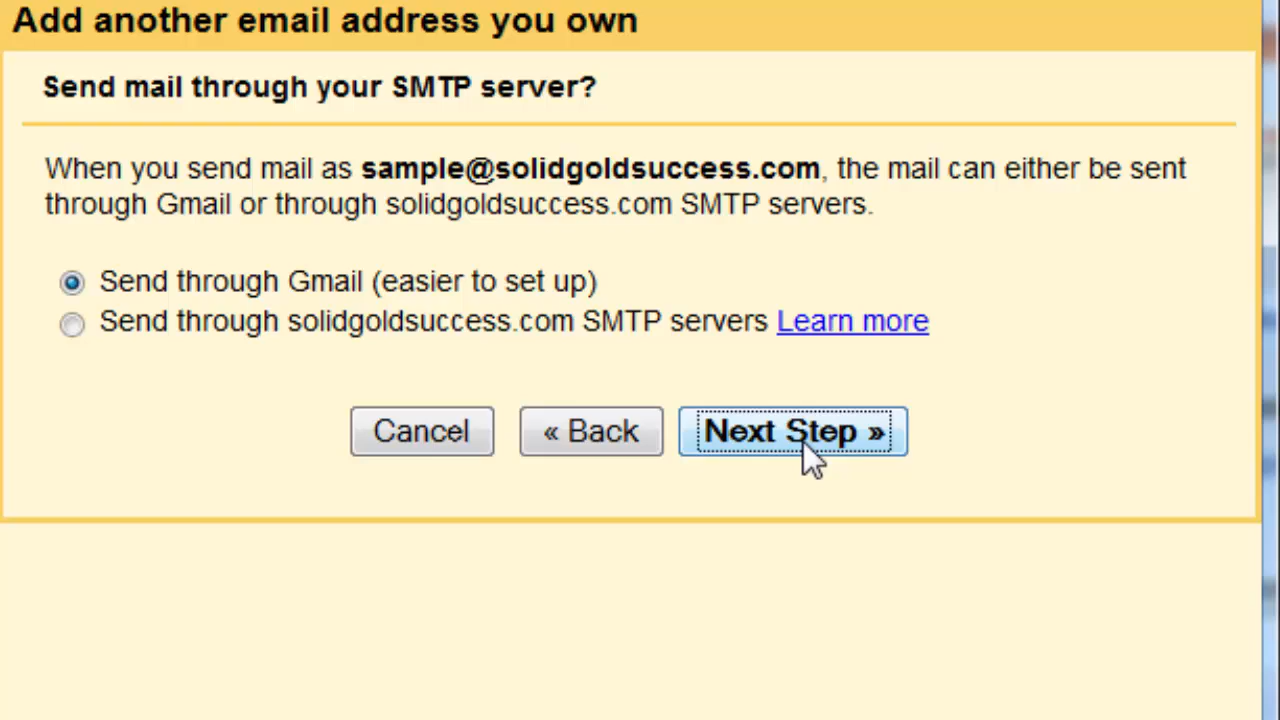 Add another email address you own
Send mail through your SMTP server?
When you send mail as sample@solidgoldsuccess.com, the mail can either be sent
through Gmail or through solidgoldsuccess.com SMTP servers.
Send through Gmail (easier to set up)
Send through solidgoldsuccess.com SMTP servers Learn more
Cancel « Back Next Step »